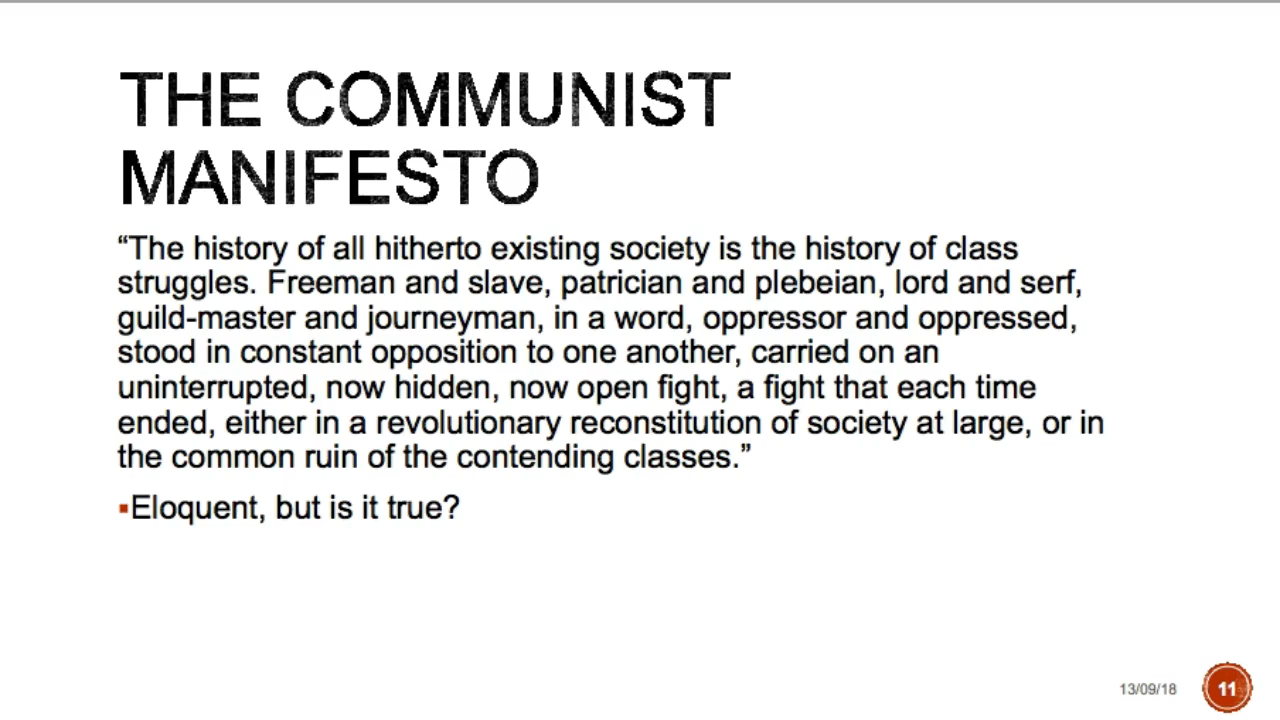 THE COMMUNIST
MANIFESTO
“The history of all hitherto existing society is the history of class
struggles. Freeman and slave, patrician and plebeian, lord and serf,
guild-master and journeyman, in a word, oppressor and oppressed,
stood in constant opposition to one another, carried on an
uninterrupted, now hidden, now open fight, a fight that each time
ended, either in a revolutionary reconstitution of society at large, or in
the common ruin of the contending classes.”
▪Eloquent, but is it true?
13/09/18
11